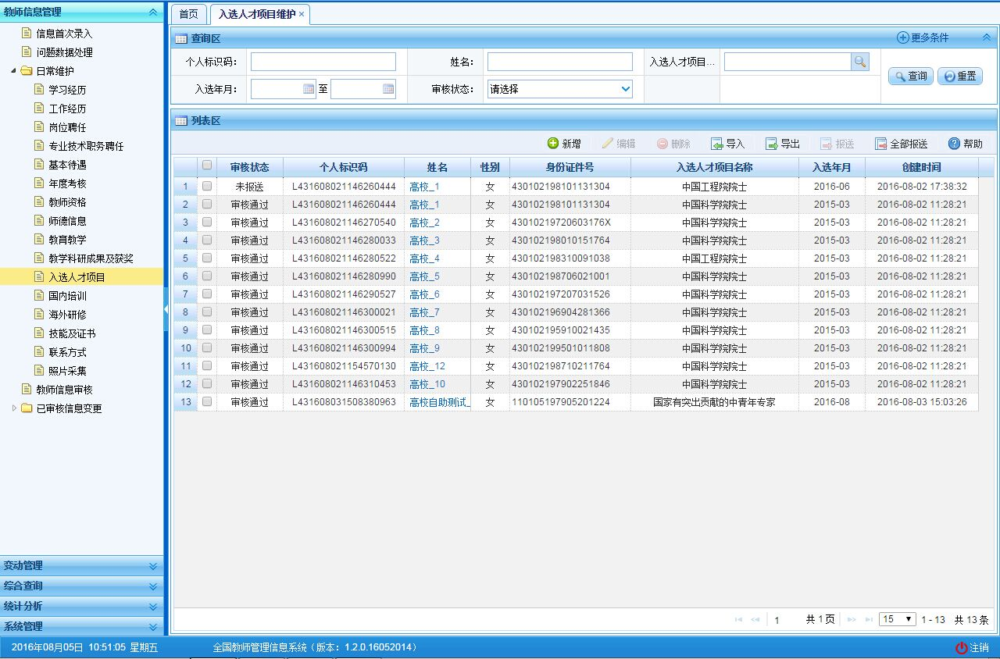 教师信息管理
信息首次录入
问题数据处理
日常维护
学习经历
工作经历
岗位聘任
专业技术职务聘任
基本待遇
年度考核
教师资格
师德信息
教育教学
教学科研成果及获奖
入选人才项目
国内培训
海外研修
技能及证书
联系方式
照片采集
教师信息审核
已审核信息变更
变动管理
综合查询
统计分析
系统管理
首页 入选人才项目维护 ×
查询区 更多条件
个人标识码： 姓名： 入选人才项目... 查询 重置
入选年月： 至 审核状态： 请选择
列表区
新增 编辑 删除 导入 导出 报送 全部报送 帮助
审核状态 个人标识码 姓名 性别 身份证件号 入选人才项目名称 入选年月 创建时间
1 未报送 L431608021146260444 高校_1 女 430102198101131304 中国工程院院士 2016-06 2016-08-02 17:38:32
2 审核通过 L431608021146260444 高校_1 女 430102198101131304 中国科学院院士 2015-03 2016-08-02 11:28:21
3 审核通过 L431608021146270540 高校_2 女 43010219720603176X 中国科学院院士 2015-03 2016-08-02 11:28:21
4 审核通过 L431608021146280033 高校_3 女 430102198010151764 中国科学院院士 2015-03 2016-08-02 11:28:21
5 审核通过 L431608021146280522 高校_4 女 430102198310091038 中国工程院院士 2015-03 2016-08-02 11:28:21
6 审核通过 L431608021146280990 高校_5 女 430102198706021001 中国科学院院士 2015-03 2016-08-02 11:28:21
7 审核通过 L431608021146290527 高校_6 女 430102197207031526 中国科学院院士 2015-03 2016-08-02 11:28:21
8 审核通过 L431608021146300021 高校_7 女 430102196904281366 中国科学院院士 2015-03 2016-08-02 11:28:21
9 审核通过 L431608021146300515 高校_8 女 430102195910021435 中国科学院院士 2015-03 2016-08-02 11:28:21
10 审核通过 L431608021146300994 高校_9 女 430102199501011808 中国科学院院士 2015-03 2016-08-02 11:28:21
11 审核通过 L431608021154570130 高校_12 女 430102198710211764 中国科学院院士 2015-03 2016-08-02 11:28:21
12 审核通过 L431608021146310453 高校_10 女 430102197902251846 中国科学院院士 2015-03 2016-08-02 11:28:21
13 审核通过 L431608031508380963 高校自助测试_ 女 110105197905201224 国家有突出贡献的中青年专家 2016-08 2016-08-03 15:03:26
1 共 1 页 15 1 - 13 共 13 条
2016年08月05日 10:51:05 星期五 全国教师管理信息系统（版本：1.2.0.16052014） 注销